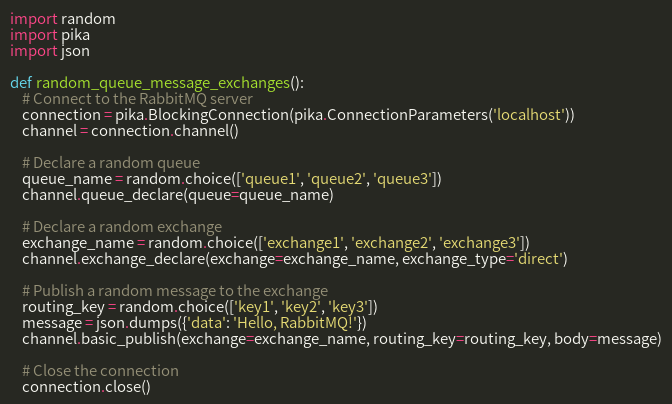 import random
import pika
import json
def random_queue_message_exchanges():
# Connect to the RabbitMQ server
connection = pika.BlockingConnection(pika.ConnectionParameters('localhost'))
channel = connection.channel()
# Declare a random queue
queue_name = random.choice(['queue1', 'queue2', 'queue3'])
channel.queue_declare(queue=queue_name)
# Declare a random exchange
exchange_name = random.choice(['exchange1', 'exchange2', 'exchange3'])
channel.exchange_declare(exchange=exchange_name, exchange_type='direct')
# Publish a random message to the exchange
routing_key = random.choice(['key1', 'key2', 'key3'])
message = json.dumps({'data': 'Hello, RabbitMQ!'})
channel.basic_publish(exchange=exchange_name, routing_key=routing_key, body=message)
# Close the connection
connection.close()